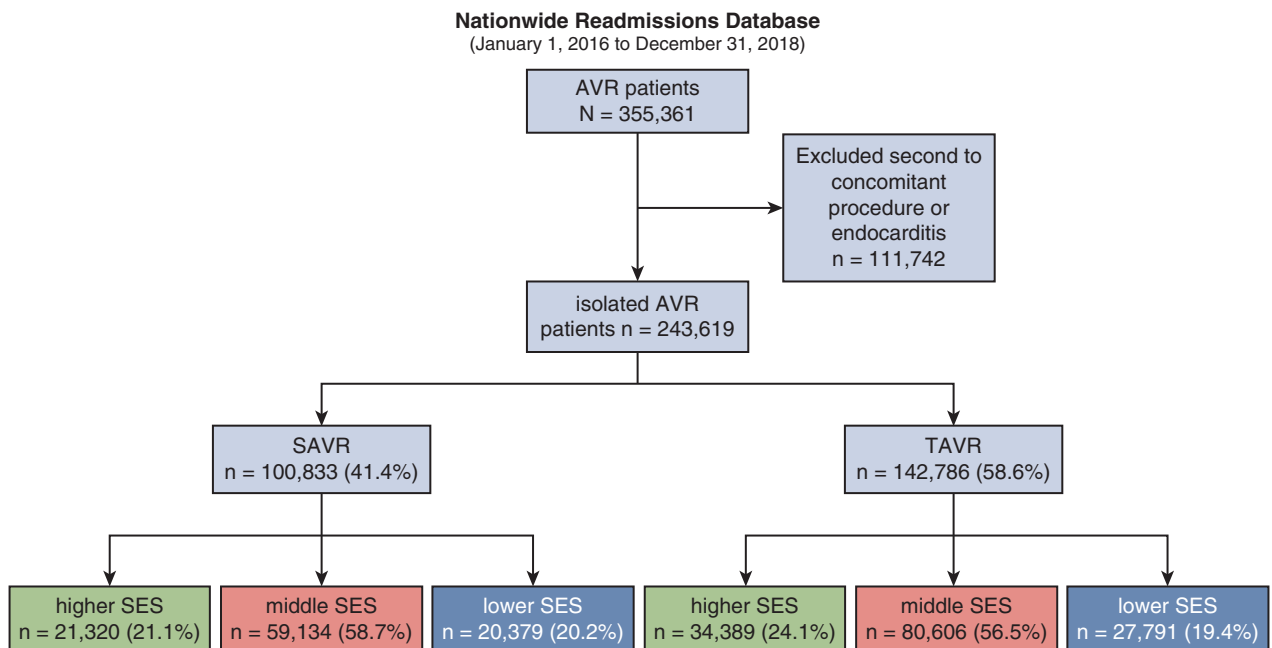 Nationwide Readmissions Database
(January 1, 2016 to December 31, 2018)
AVR patients
N = 355,361
Excluded second to
concomitant
procedure or
endocarditis
n = 111,742
isolated AVR
patients n = 243,619
SAVR
n = 100,833 (41.4%)
TAVR
n = 142,786 (58.6%)
higher SES
n = 21,320 (21.1%)
middle SES
n = 59,134 (58.7%)
lower SES
n = 20,379 (20.2%)
higher SES
n = 34,389 (24.1%)
middle SES
n = 80,606 (56.5%)
lower SES
n = 27,791 (19.4%)